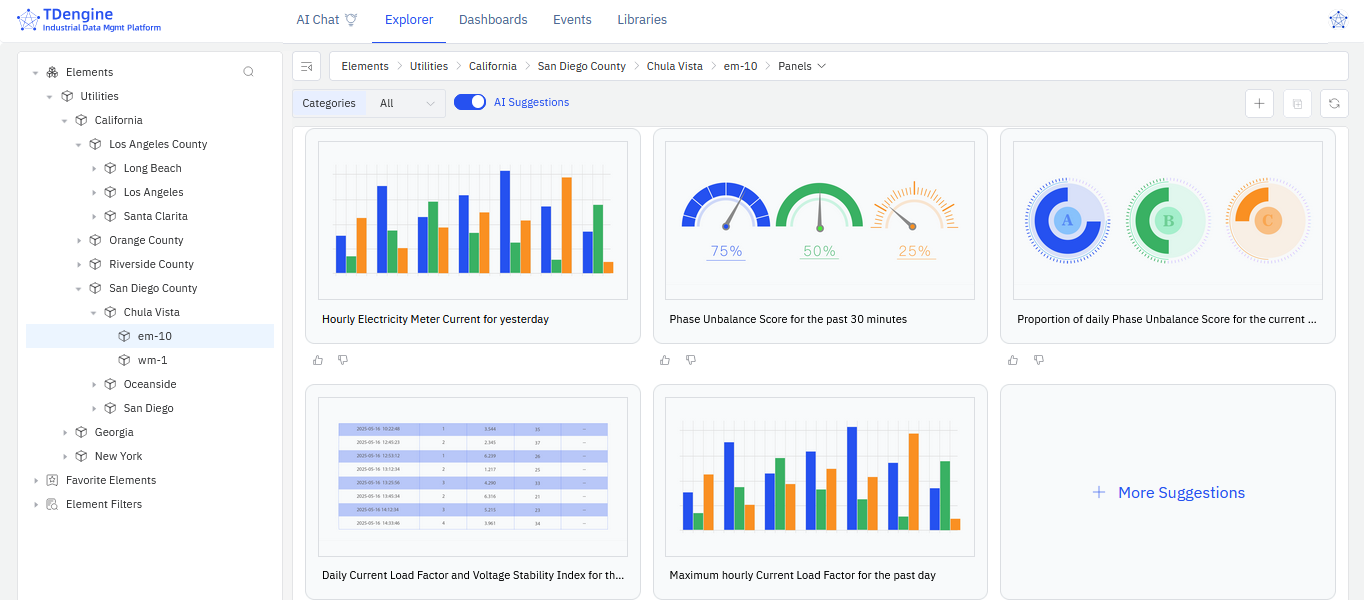 TDengine
Industrial Data Mgmt Platform
AI Chat
Explorer
Dashboards
Events
Libraries
Elements
Utilities
California
Los Angeles County
Long Beach
Los Angeles
Santa Clarita
Orange County
Riverside County
San Diego County
Chula Vista
em-10
wm-1
Oceanside
San Diego
Georgia
New York
Favorite Elements
Element Filters
Elements Utilities California San Diego County Chula Vista em-10 Panels
Categories All AI Suggestions
Hourly Electricity Meter Current for yesterday
75% 50% 25%
Phase Unbalance Score for the past 30 minutes
A B C
Proportion of daily Phase Unbalance Score for the current ...
2025-05-16 10:22:48 1 3.344 35 --
2025-05-16 12:45:23 2 2.345 37 --
2025-05-16 12:53:12 1 6.239 26 --
2025-05-16 13:12:34 2 1.217 25 --
2025-05-16 13:25:56 3 4.290 33 --
2025-05-16 13:45:34 2 6.316 21 --
2025-05-16 14:12:34 3 5.215 23 --
2025-05-16 14:33:46 4 3.961 34 --
Daily Current Load Factor and Voltage Stability Index for th...
Maximum hourly Current Load Factor for the past day
More Suggestions